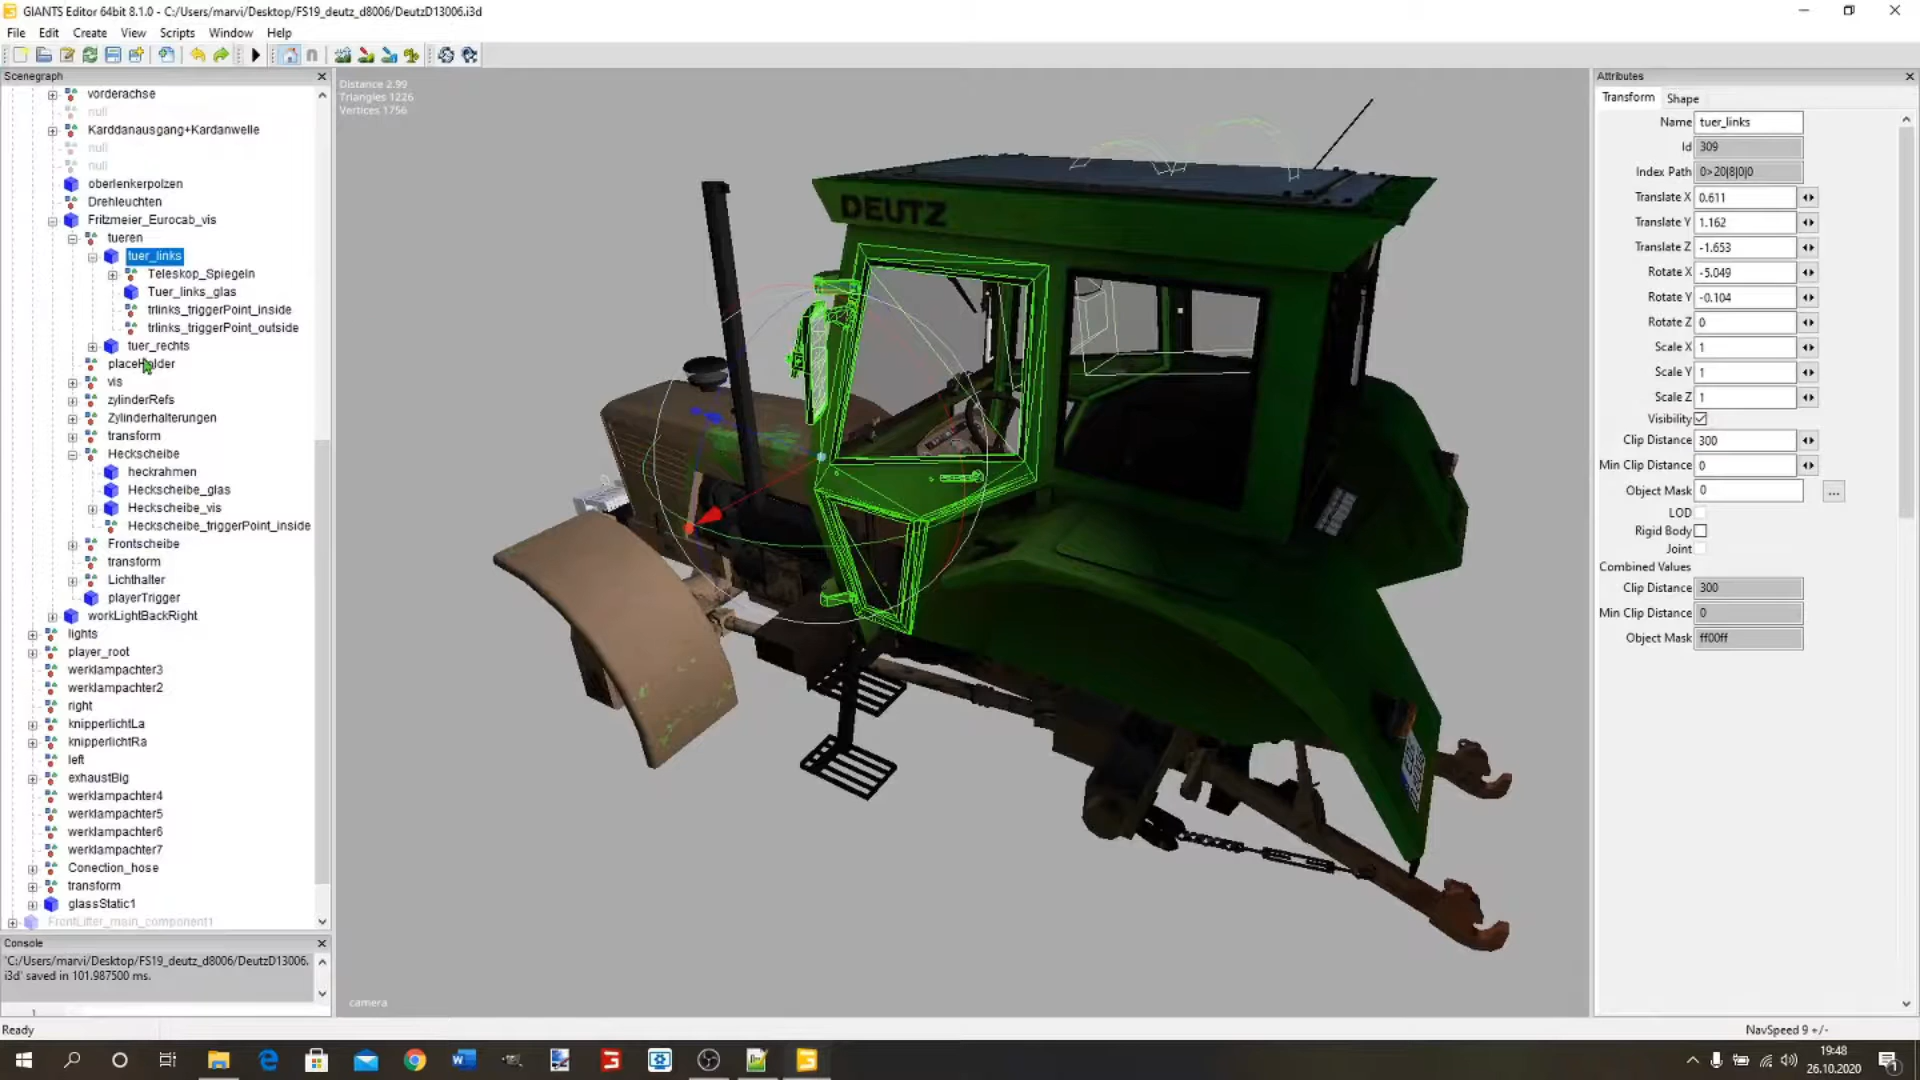 GIANTS Editor 64bit 8.1.0 - C:/Users/marvi/Desktop/FS19_deutz_d8006/DeutzD13006.i3d
File Edit Create View Scripts Window Help
Scenegraph
vorderachse
null
Karddanausgang+Kardanwelle
null
null
oberlenkerpolzen
Drehleuchten
Fritzmeier_Eurocab_vis
tueren
tuer_links
Teleskop_Spiegeln
Tuer_links_glas
trlinks_triggerPoint_inside
trlinks_triggerPoint_outside
tuer_rechts
placeHolder
vis
zylinderRefs
Zylinderhalterungen
transform
Heckscheibe
heckrahmen
Heckscheibe_glas
Heckscheibe_vis
Heckscheibe_triggerPoint_inside
Frontscheibe
transform
Lichthalter
playerTrigger
workLightBackRight
lights
player_root
werklampachter3
werklampachter2
right
knipperlichtLa
knipperlichtRa
left
exhaustBig
werklampachter4
werklampachter5
werklampachter6
werklampachter7
Conection_hose
transform
glassStatic1
FrontLifter_main_component1
Console
'C:/Users/marvi/Desktop/FS19_deutz_d8006/DeutzD13006.
i3d' saved in 101.987500 ms.
1
Ready
Distance 2.99
Triangles 1226
Vertices 1756
DEUTZ
camera
Attributes
Transform Shape
Name tuer_links
Id 309
Index Path 0>20|8|0|0
Translate X 0.611
Translate Y 1.162
Translate Z -1.653
Rotate X -5.049
Rotate Y -0.104
Rotate Z 0
Scale X 1
Scale Y 1
Scale Z 1
Visibility
Clip Distance 300
Min Clip Distance 0
Object Mask 0 ...
LOD
Rigid Body
Joint
Combined Values
Clip Distance 300
Min Clip Distance 0
Object Mask ff00ff
NavSpeed 9 +/-
19:48
26.10.2020